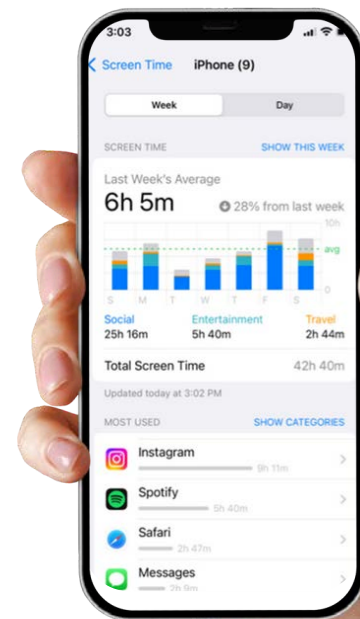 3:03
Screen Time iPhone (9)
Week Day
SCREEN TIME SHOW THIS WEEK
Last Week's Average
6h 5m 28% from last week
10h
avg
0
S M T W T F S
Social Entertainment Travel
25h 16m 5h 40m 2h 44m
Total Screen Time 42h 40m
Updated today at 3:02 PM
MOST USED SHOW CATEGORIES
Instagram
9h 11m
Spotify
5h 40m
Safari
2h 47m
Messages
2h 9m